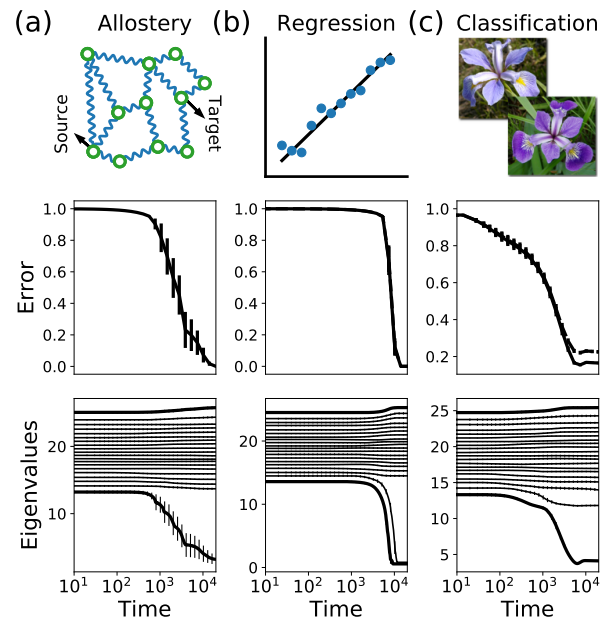 (a) Allostery
(b) Regression
(c) Classification
Source
Target
Error
1.0
0.8
0.6
0.4
0.2
0.0
1.0
0.8
0.6
0.4
0.2
0.0
1.0
0.8
0.6
0.4
0.2
Eigenvalues
20
10
20
10
0
25
20
15
10
5
10¹ 10² 10³ 10⁴
10¹ 10² 10³ 10⁴
10¹ 10² 10³ 10⁴
Time
Time
Time